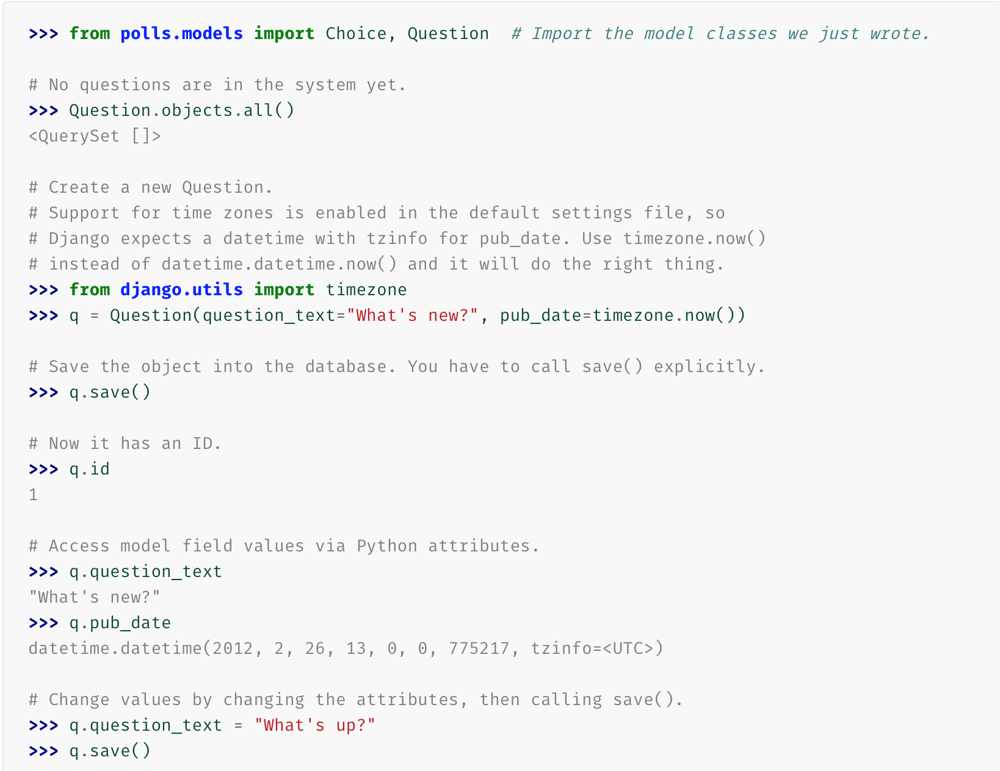 >>> from polls.models import Choice, Question  # Import the model classes we just wrote.
# No questions are in the system yet.
>>> Question.objects.all()
<QuerySet []>
# Create a new Question.
# Support for time zones is enabled in the default settings file, so
# Django expects a datetime with tzinfo for pub_date. Use timezone.now()
# instead of datetime.datetime.now() and it will do the right thing.
>>> from django.utils import timezone
>>> q = Question(question_text="What's new?", pub_date=timezone.now())
# Save the object into the database. You have to call save() explicitly.
>>> q.save()
# Now it has an ID.
>>> q.id
1
# Access model field values via Python attributes.
>>> q.question_text
"What's new?"
>>> q.pub_date
datetime.datetime(2012, 2, 26, 13, 0, 0, 775217, tzinfo=<UTC>)
# Change values by changing the attributes, then calling save().
>>> q.question_text = "What's up?"
>>> q.save()